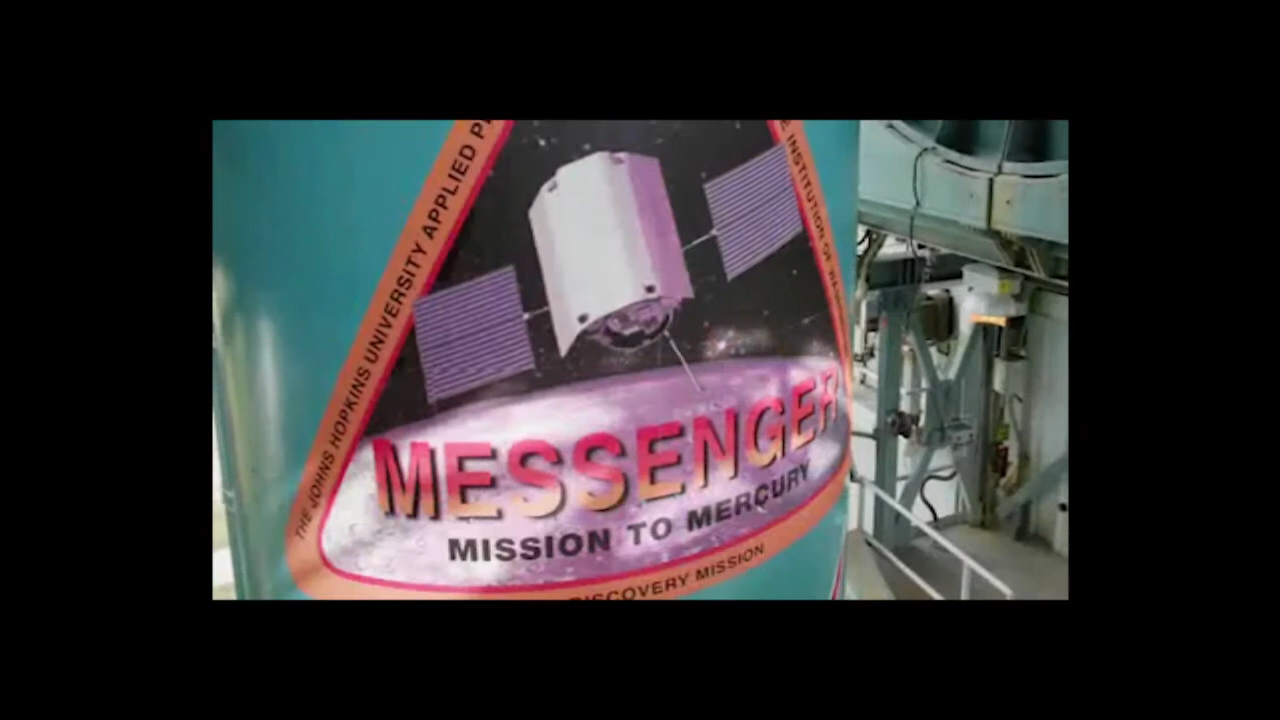 THE JOHNS HOPKINS UNIVERSITY APPLIED
INSTITUTION OF
MESSENGER
MISSION TO MERCURY
DISCOVERY MISSION